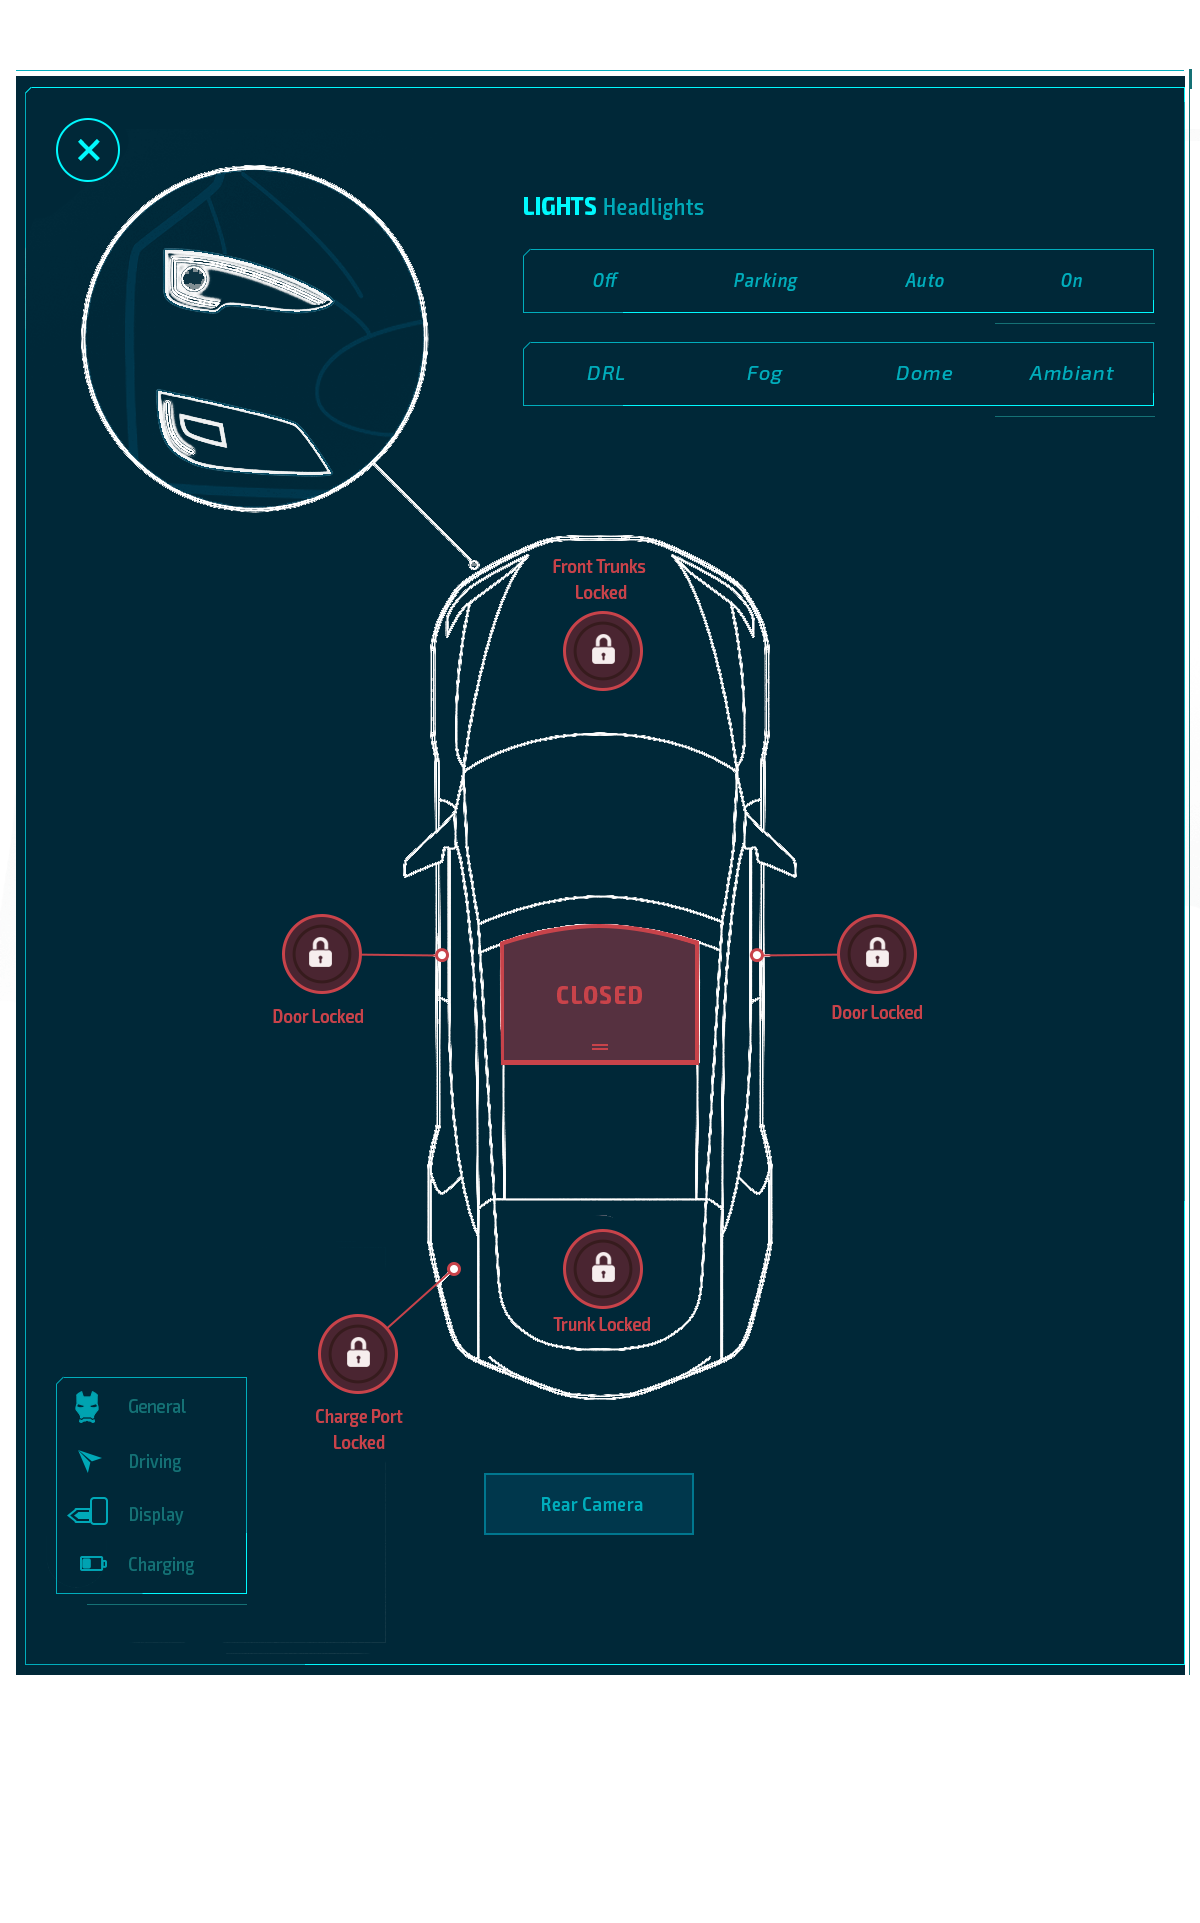 LIGHTS Headlights
Off Parking Auto On
DRL Fog Dome Ambiant
Front Trunks
Locked
CLOSED
Door Locked
Door Locked
Trunk Locked
Charge Port
Locked
General
Driving
Display
Charging
Rear Camera